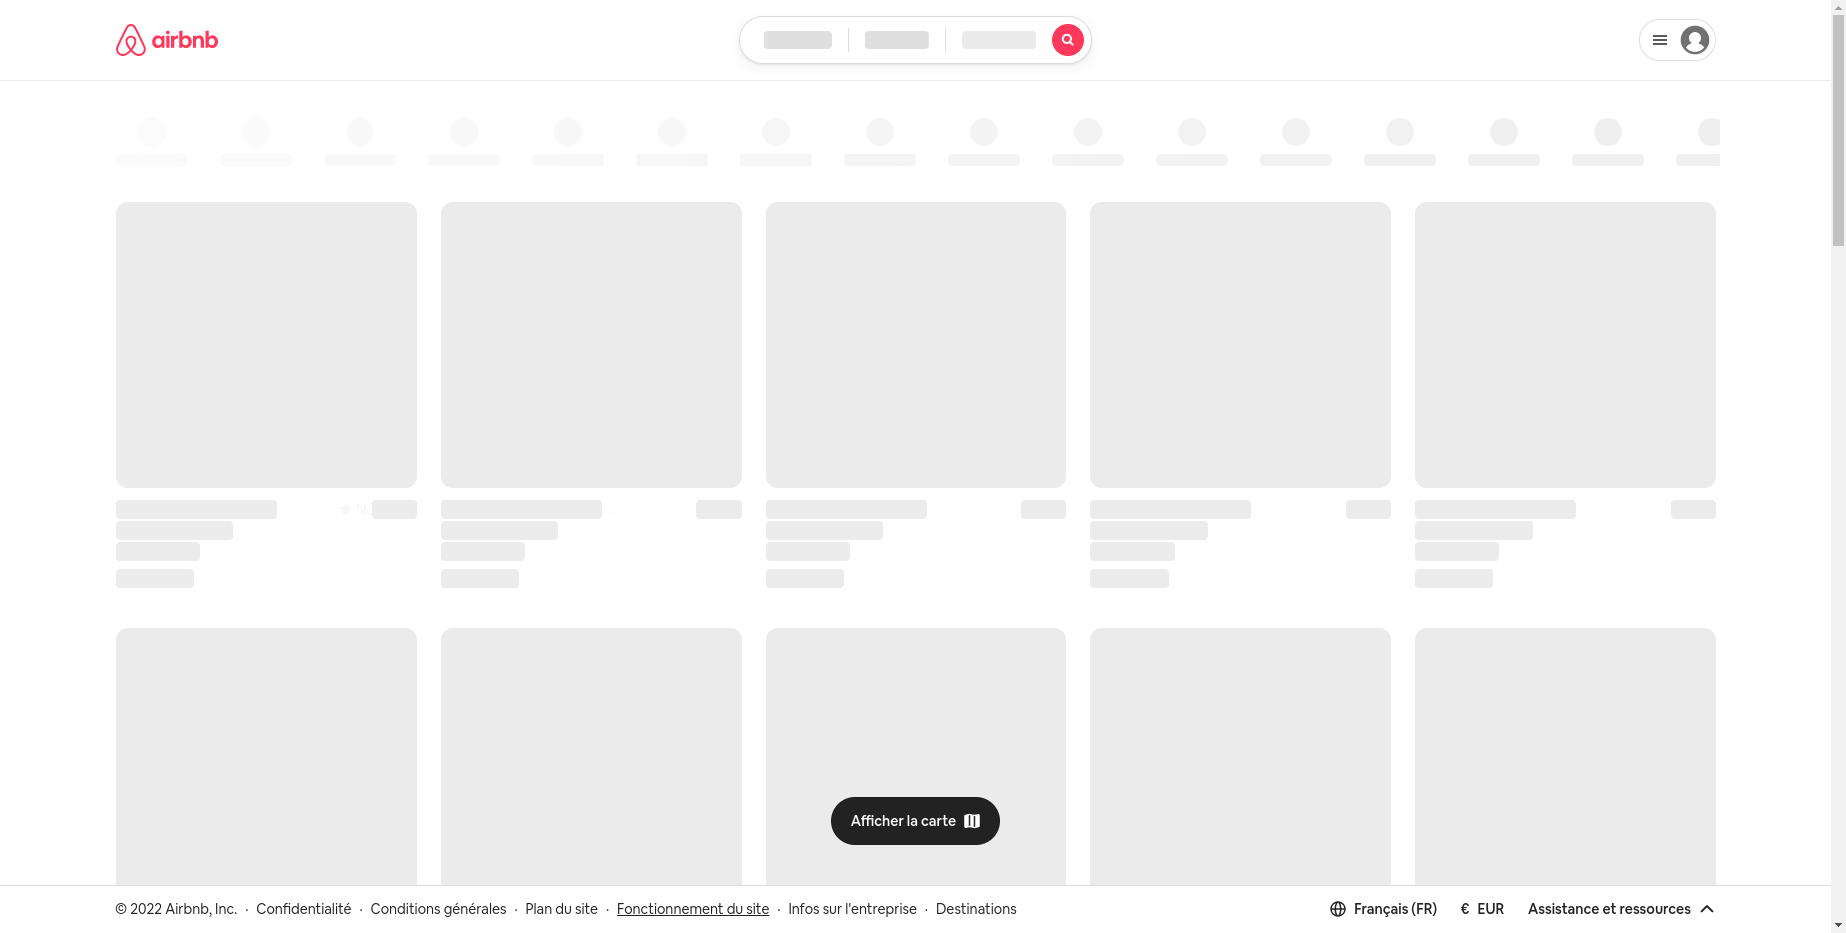 airbnb
Afficher la carte
© 2022 Airbnb, Inc. · Confidentialité · Conditions générales · Plan du site · Fonctionnement du site · Infos sur l'entreprise · Destinations
Français (FR) € EUR Assistance et ressources